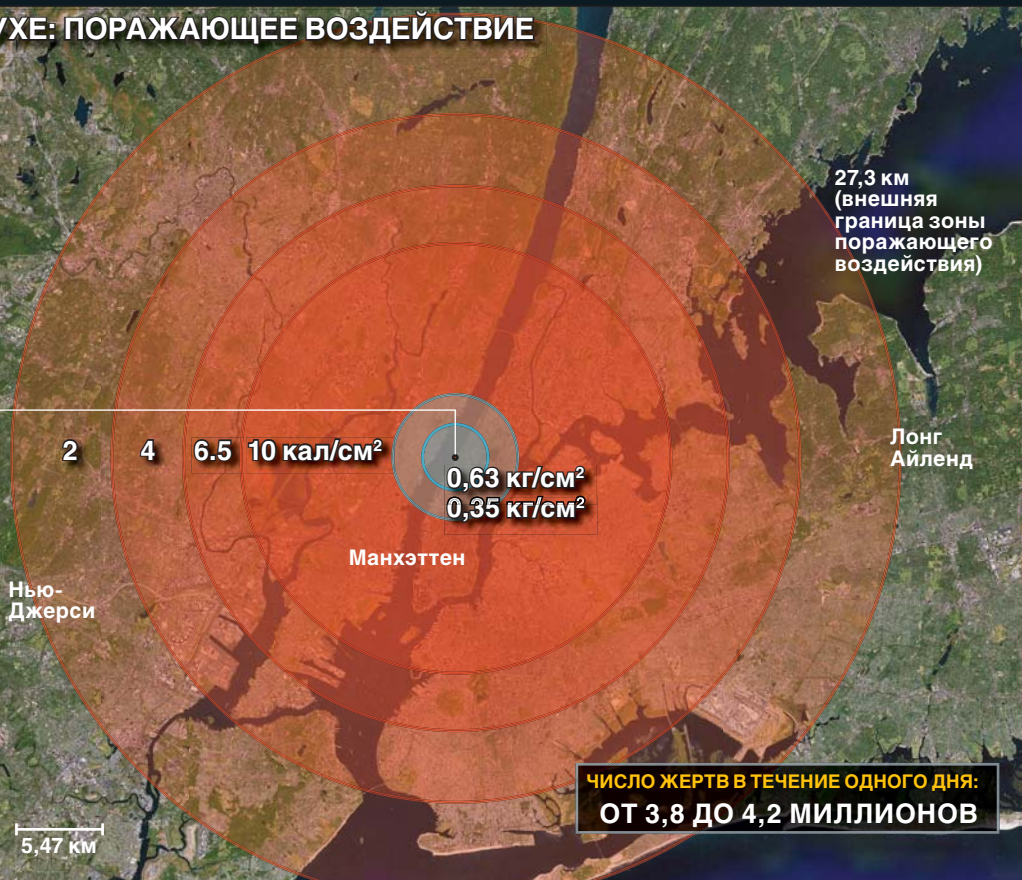 УХЕ: ПОРАЖАЮЩЕЕ ВОЗДЕЙСТВИЕ
27,3 км
(внешняя
граница зоны
поражающего
воздействия)
2 4 6.5 10 кал/см²
0,63 кг/см²
0,35 кг/см²
Лонг
Айленд
Манхэттен
Нью-
Джерси
ЧИСЛО ЖЕРТВ В ТЕЧЕНИЕ ОДНОГО ДНЯ:
ОТ 3,8 ДО 4,2 МИЛЛИОНОВ
5,47 км